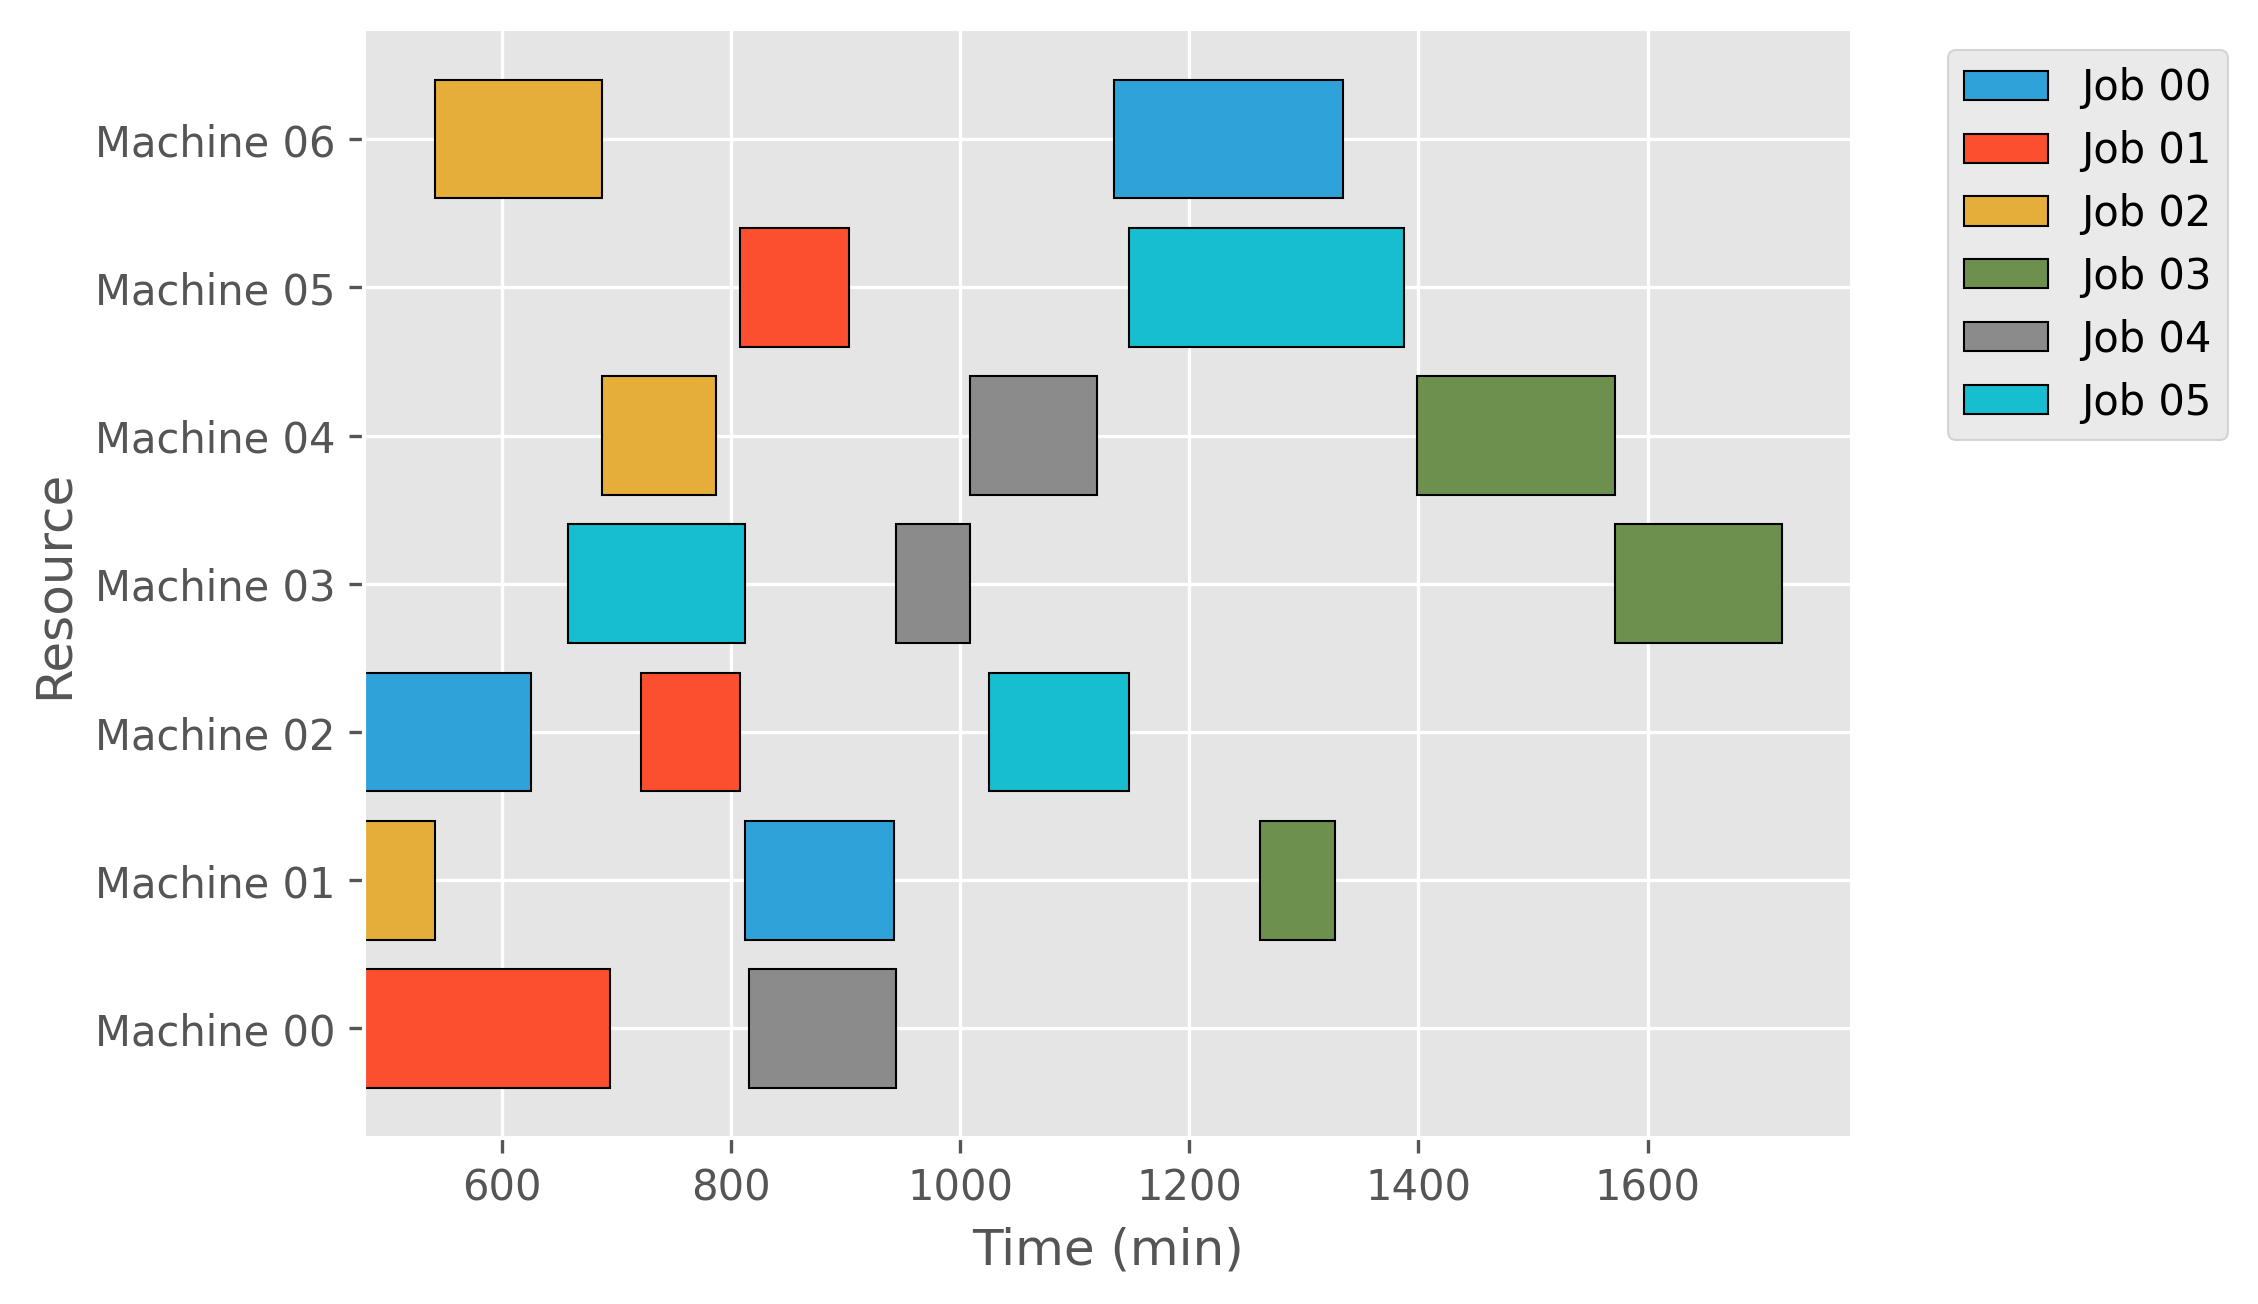 Machine 06
Machine 05
Machine 04
Machine 03
Machine 02
Machine 01
Machine 00
Resource
600
800
1000
1200
1400
1600
Time (min)
Job 00
Job 01
Job 02
Job 03
Job 04
Job 05